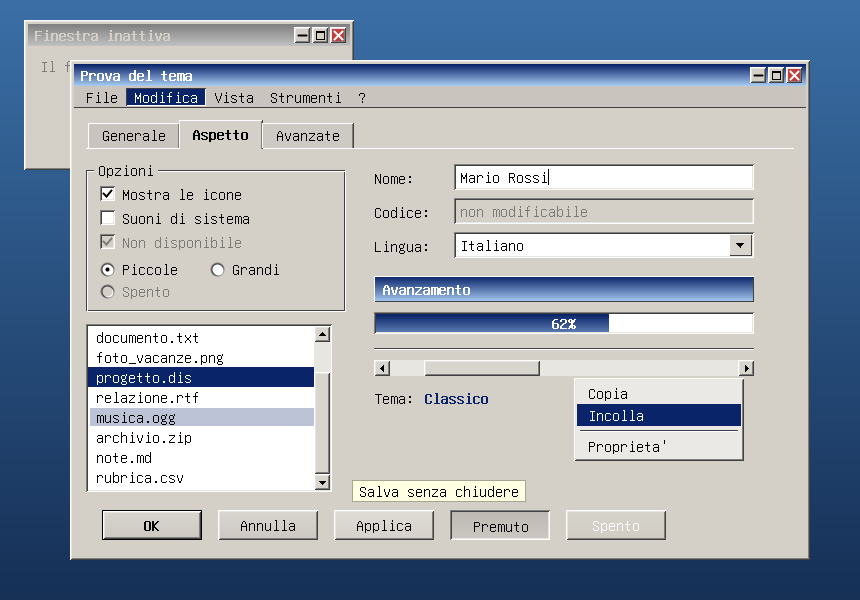 Finestra inattiva
Il f
Prova del tema
File Modifica Vista Strumenti ?
Generale Aspetto Avanzate
Opzioni
Mostra le icone
Suoni di sistema
Non disponibile
Piccole Grandi
Spento
Nome: Mario Rossi
Codice: non modificabile
Lingua: Italiano
Avanzamento
62%
documento.txt
foto_vacanze.png
progetto.dis
relazione.rtf
musica.ogg
archivio.zip
note.md
rubrica.csv
Tema: Classico
Copia
Incolla
Proprieta'
Salva senza chiudere
OK Annulla Applica Premuto Spento